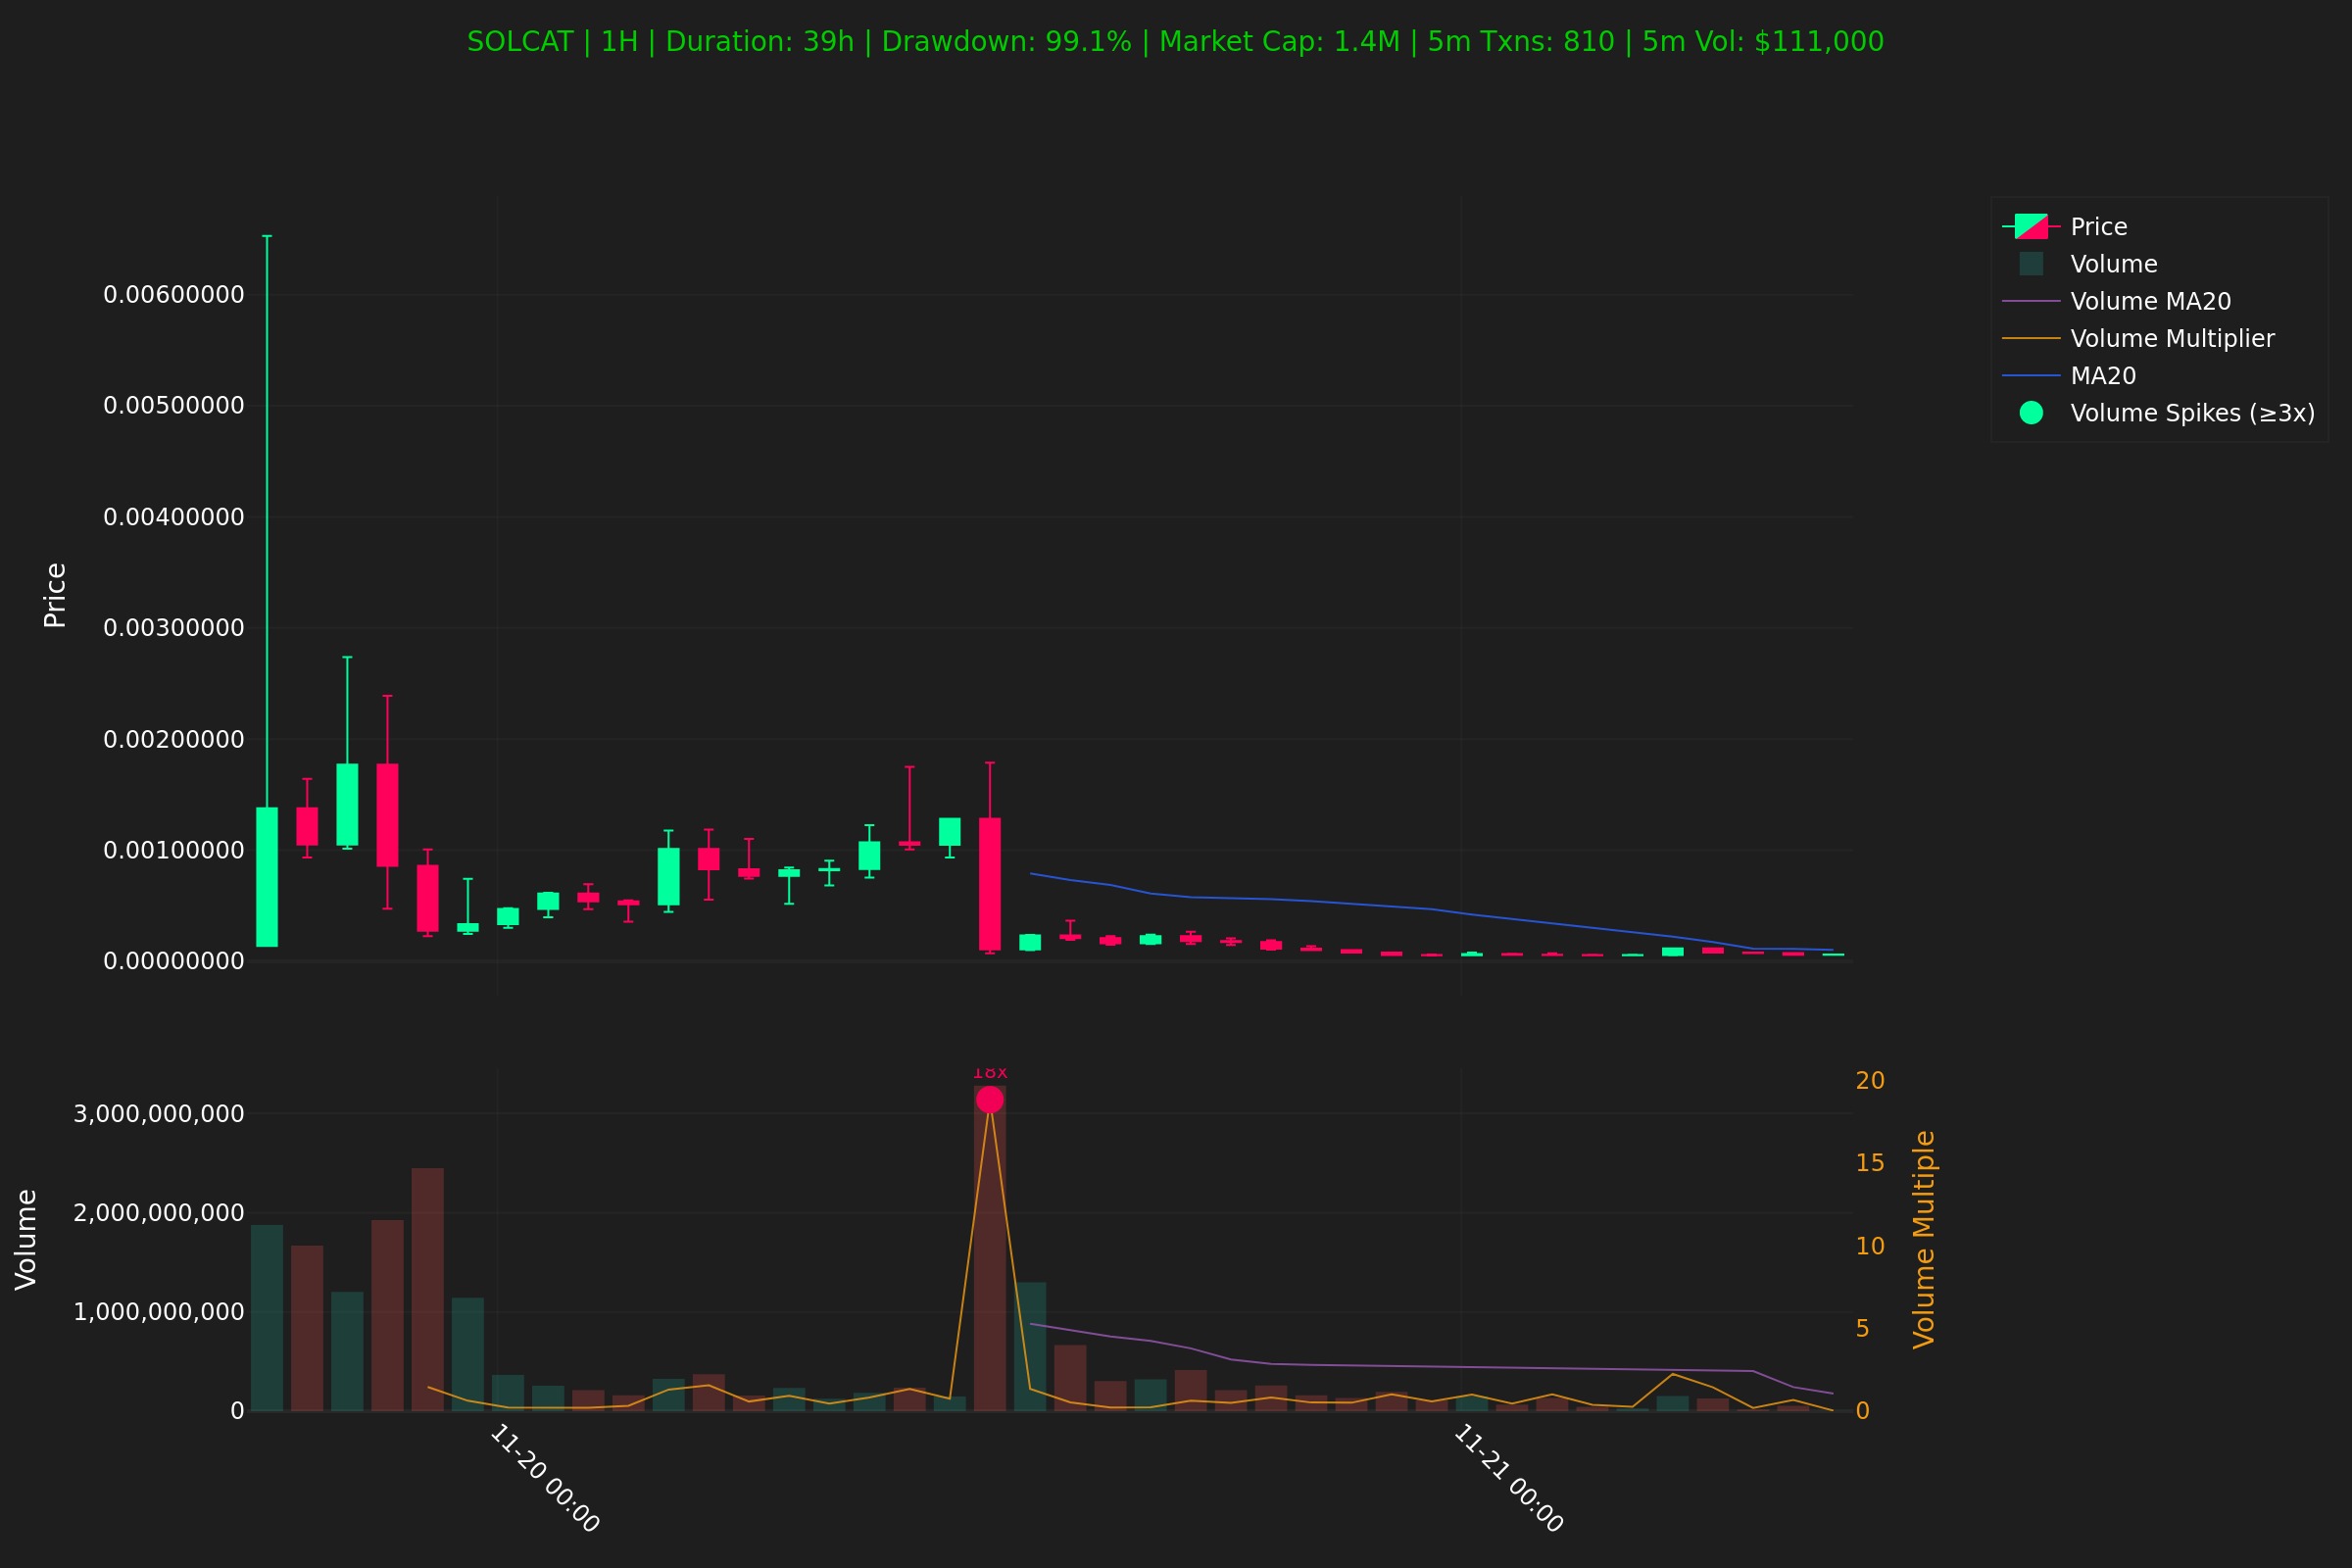 SOLCAT | 1H | Duration: 39h | Drawdown: 99.1% | Market Cap: 1.4M | 5m Txns: 810 | 5m Vol: $111,000
Price
Volume
Volume MA20
Volume Multiplier
MA20
Volume Spikes (≥3x)
Price
0.00600000
0.00500000
0.00400000
0.00300000
0.00200000
0.00100000
0.00000000
18x
Volume
3,000,000,000
2,000,000,000
1,000,000,000
0
20
15
10
5
0
Volume Multiple
11-20 00:00
11-21 00:00